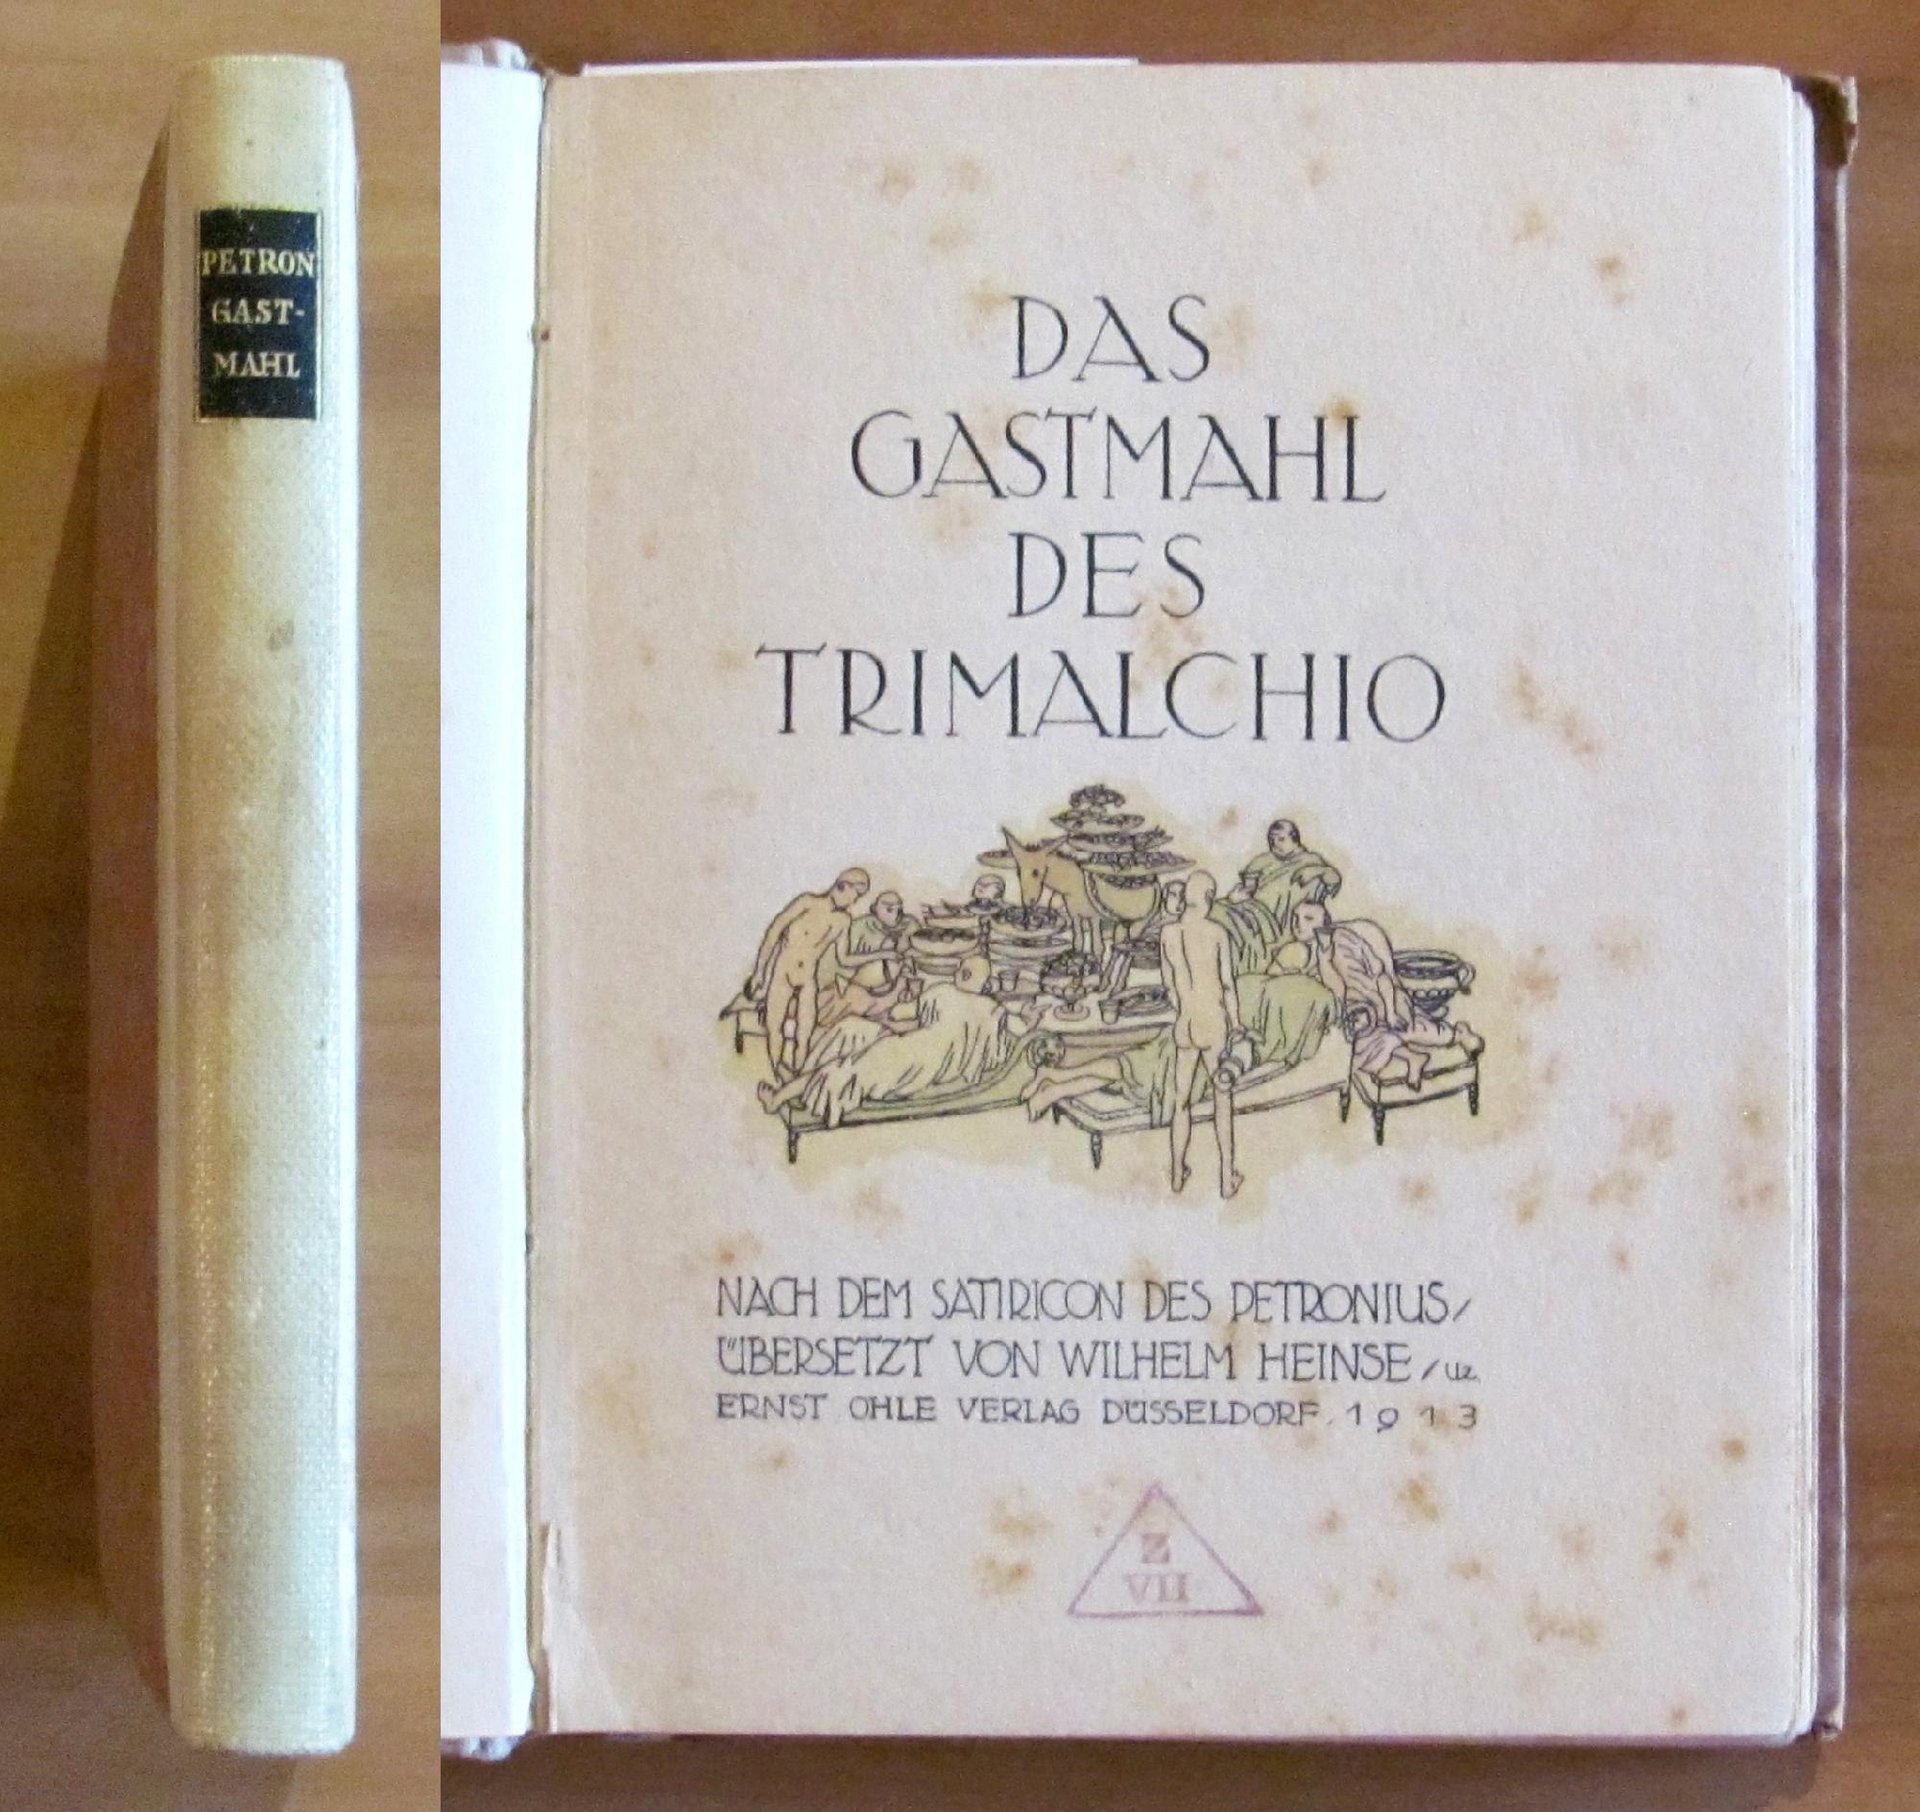 PETRON
GAST-
MAHL
DAS
GASTMAHL
DES
TRIMALCHIO
NACH DEM SATIRICON DES PETRONIUS/
ÜBERSETZT VON WILHELM HEINSE/
ERNST OHLE VERLAG DÜSSELDORF. 1913
Z
VII